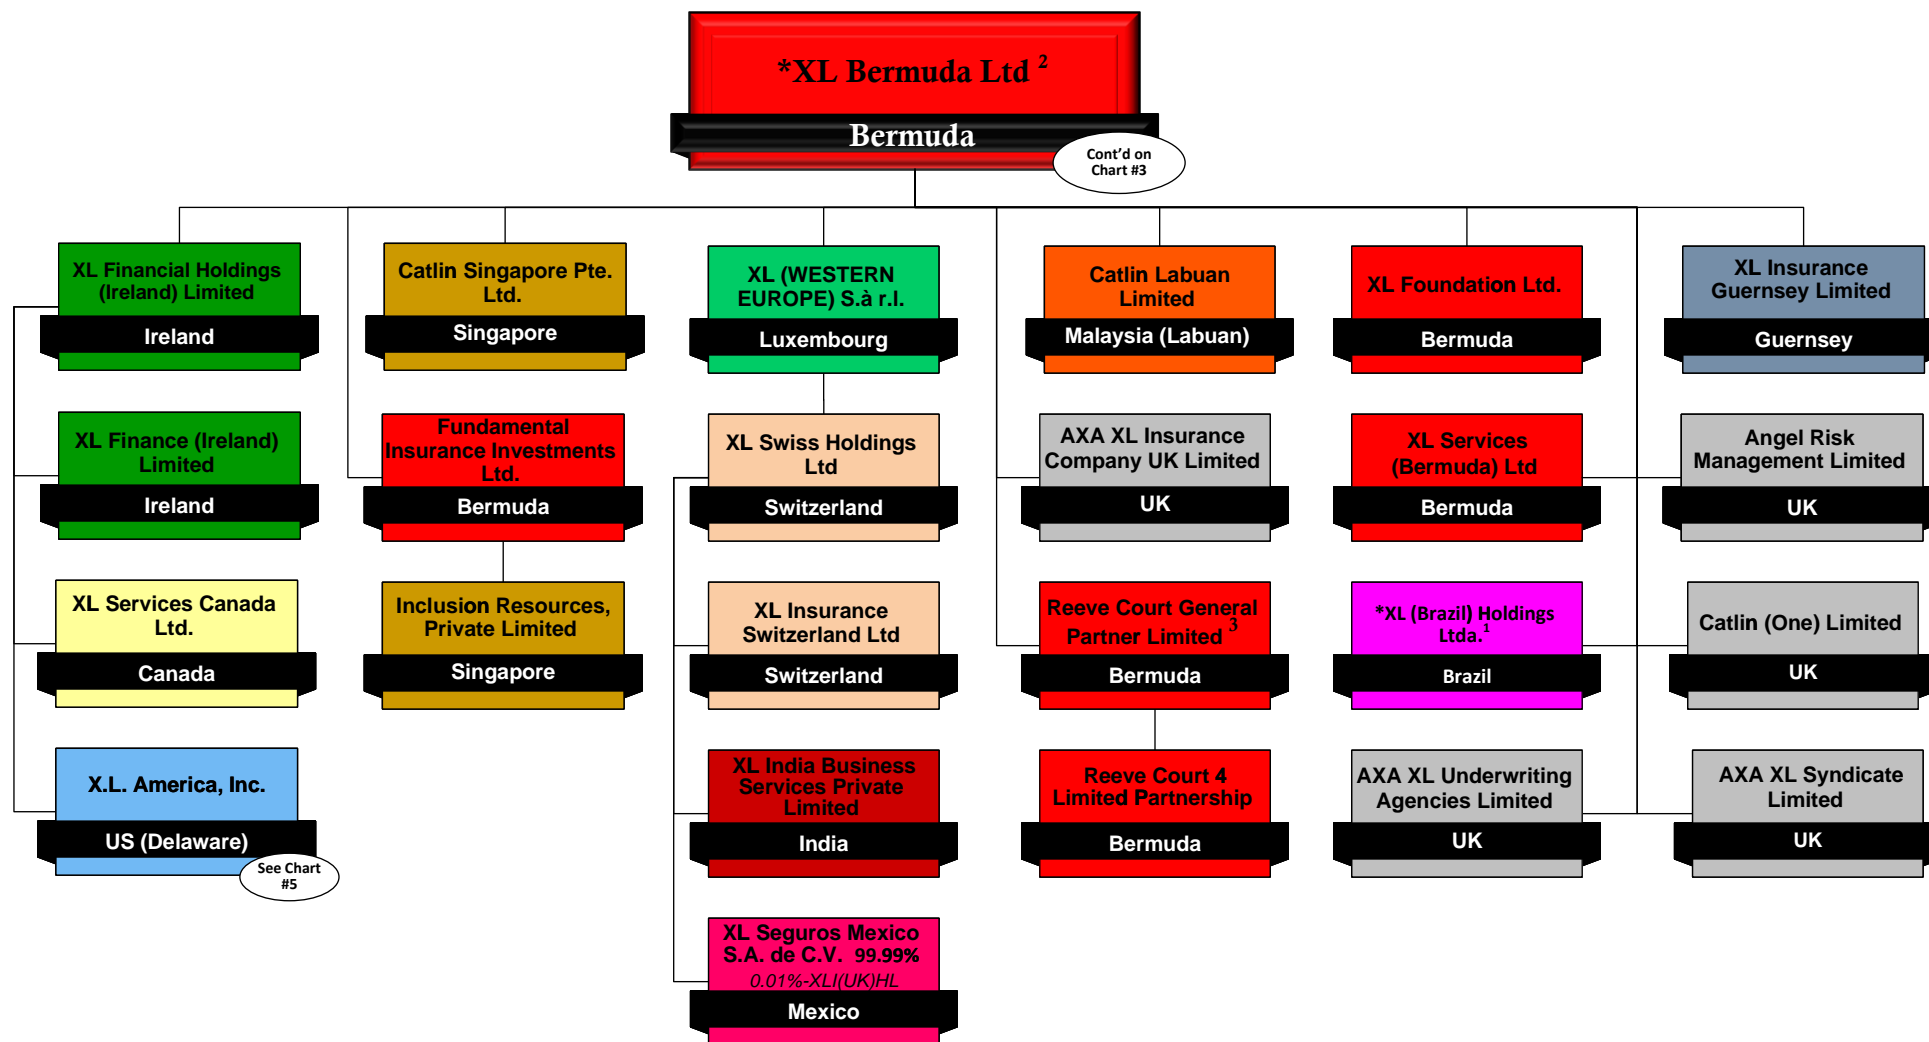 *XL Bermuda Ltd ²
Bermuda
Cont’d on
Chart #3
XL Financial Holdings
(Ireland) Limited
Ireland
Catlin Singapore Pte.
Ltd.
Singapore
XL (WESTERN
EUROPE) S.à r.l.
Luxembourg
Catlin Labuan
Limited
Malaysia (Labuan)
XL Foundation Ltd.
Bermuda
XL Insurance
Guernsey Limited
Guernsey
XL Finance (Ireland)
Limited
Ireland
Fundamental
Insurance Investments
Ltd.
Bermuda
XL Swiss Holdings
Ltd
Switzerland
AXA XL Insurance
Company UK Limited
UK
XL Services
(Bermuda) Ltd
Bermuda
Angel Risk
Management Limited
UK
XL Services Canada
Ltd.
Canada
Inclusion Resources,
Private Limited
Singapore
XL Insurance
Switzerland Ltd
Switzerland
Reeve Court General
Partner Limited ³
Bermuda
*XL (Brazil) Holdings
Ltda.¹
Brazil
Catlin (One) Limited
UK
X.L. America, Inc.
US (Delaware)
See Chart
#5
XL India Business
Services Private
Limited
India
Reeve Court 4
Limited Partnership
Bermuda
AXA XL Underwriting
Agencies Limited
UK
AXA XL Syndicate
Limited
UK
XL Seguros Mexico
S.A. de C.V. 99.99%
0.01%-XLI(UK)HL
Mexico